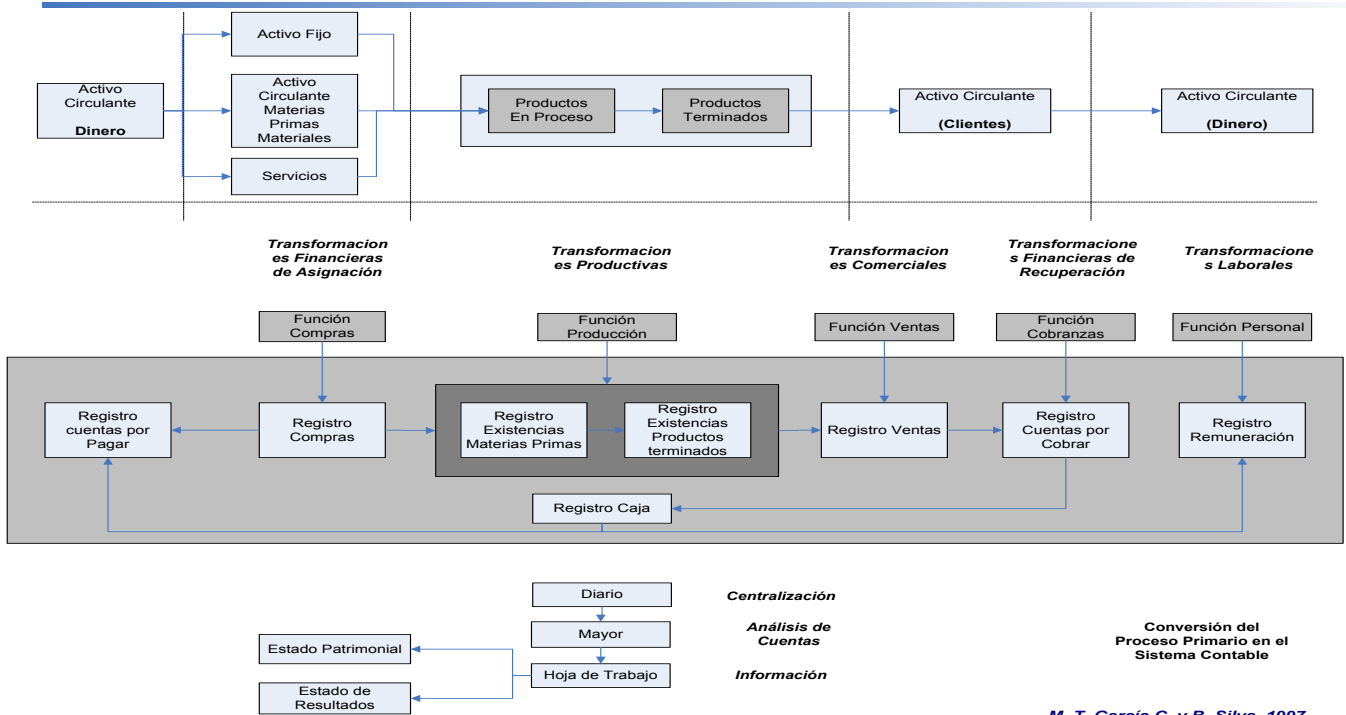 Activo Fijo
Activo
Circulante
Dinero
Activo
Circulante
Materias
Primas
Materiales
Servicios
Productos
En Proceso
Productos
Terminados
Activo Circulante
(Clientes)
Activo Circulante
(Dinero)
Transformacion
es Financieras
de Asignación
Transformacion
es Productivas
Transformacion
es Comerciales
Transformacione
s Financieras de
Recuperación
Transformacione
s Laborales
Función
Compras
Función
Producción
Función Ventas
Función
Cobranzas
Función Personal
Registro
cuentas por
Pagar
Registro
Compras
Registro
Existencias
Materias Primas
Registro
Existencias
Productos
terminados
Registro Ventas
Registro
Cuentas por
Cobrar
Registro
Remuneración
Registro Caja
Diario
Centralización
Mayor
Análisis de
Cuentas
Hoja de Trabajo
Información
Estado Patrimonial
Estado de
Resultados
Conversión del
Proceso Primario en el
Sistema Contable
M. T. García G. y R. Silva, 1997